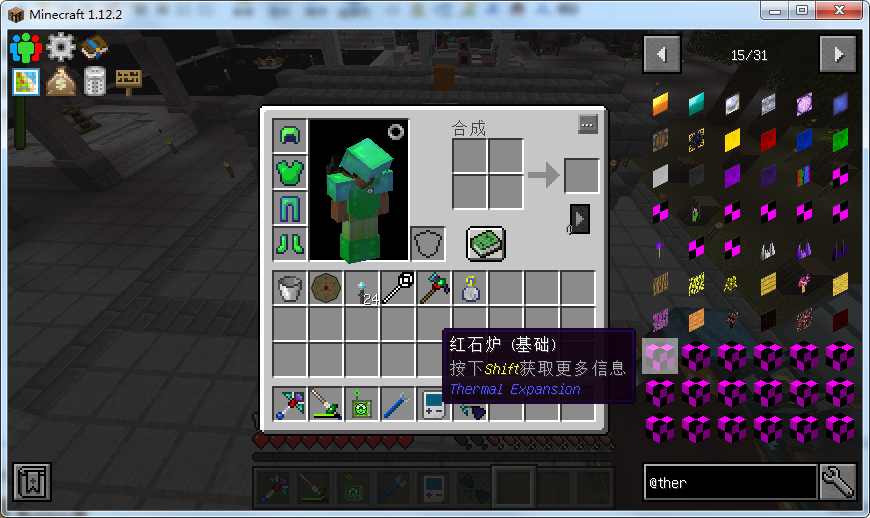 Minecraft 1.12.2
15/31
合成
...
0
24
红石炉 (基础)
按下Shift获取更多信息
Thermal Expansion
@ther